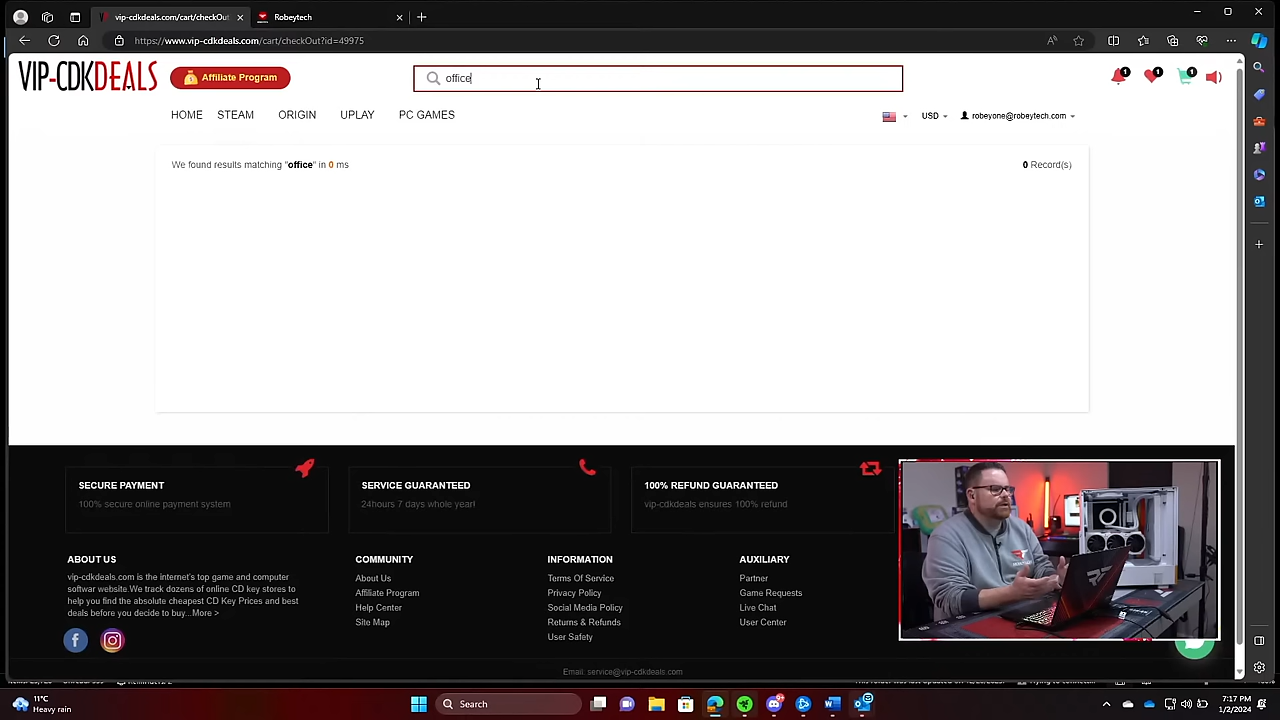 vip-cdkdeals.com/cart/checkOut?
Robeytech
https://www.vip-cdkdeals.com/cart/checkOut?id=49975
VIP-CDKDEALS
Affiliate Program
office
1
1
1
HOME
STEAM
ORIGIN
UPLAY
PC GAMES
USD
robeyone@robeytech.com
We found results matching "office" in 0 ms
0 Record(s)
SECURE PAYMENT
100% secure online payment system
SERVICE GUARANTEED
24hours 7 days whole year!
100% REFUND GUARANTEED
vip-cdkdeals ensures 100% refund
ABOUT US
vip-cdkdeals.com is the internet's top game and computer
softwar website.We track dozens of online CD key stores to
help you find the absolute cheapest CD Key Prices and best
deals before you decide to buy...More >
COMMUNITY
About Us
Affiliate Program
Help Center
Site Map
INFORMATION
Terms Of Service
Privacy Policy
Social Media Policy
Returns & Refunds
User Safety
AUXILIARY
Partner
Game Requests
Live Chat
User Center
Email: service@vip-cdkdeals.com
11°C
Heavy rain
Search
7:17 PM
1/2/2024